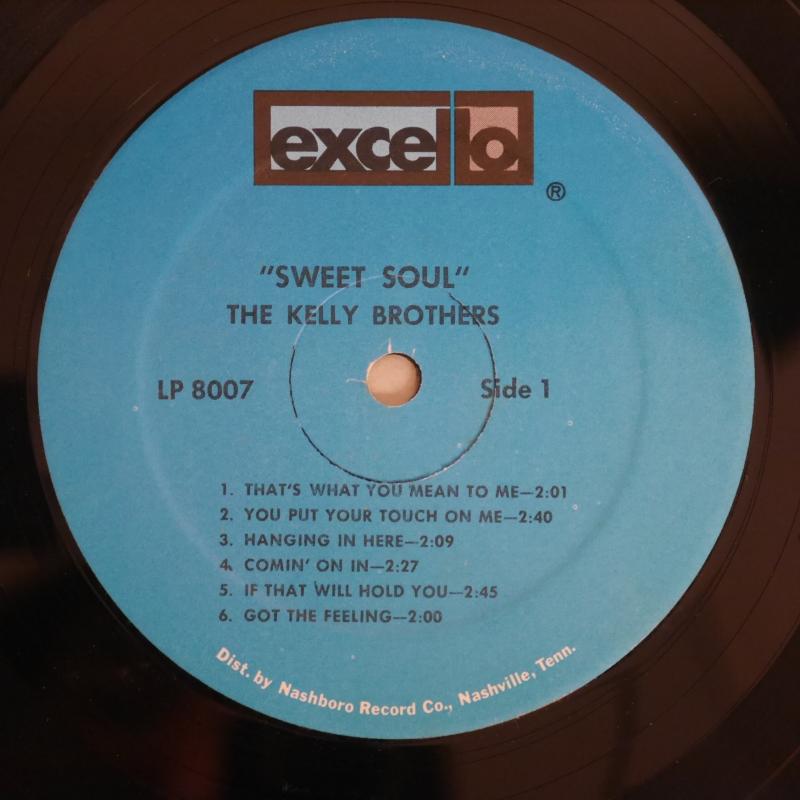 excello
®
"SWEET SOUL"
THE KELLY BROTHERS
LP 8007 Side 1
1. THAT'S WHAT YOU MEAN TO ME—2:01
2. YOU PUT YOUR TOUCH ON ME—2:40
3. HANGING IN HERE—2:09
4. COMIN' ON IN—2:27
5. IF THAT WILL HOLD YOU—2:45
6. GOT THE FEELING—2:00
Dist. by Nashboro Record Co., Nashville, Tenn.